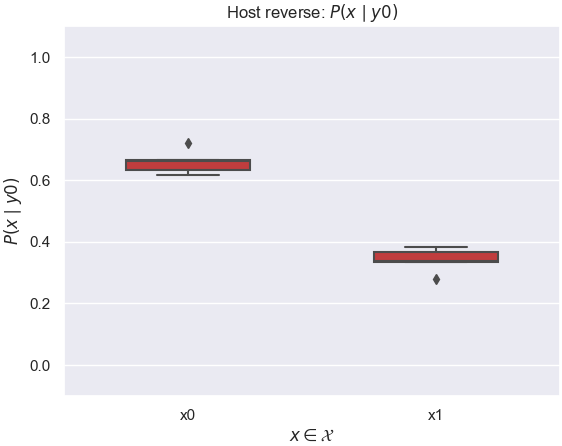 Host reverse: P(x | y0)
P(x | y0)
1.0
0.8
0.6
0.4
0.2
0.0
x0 x1
x ∈ 𝒳